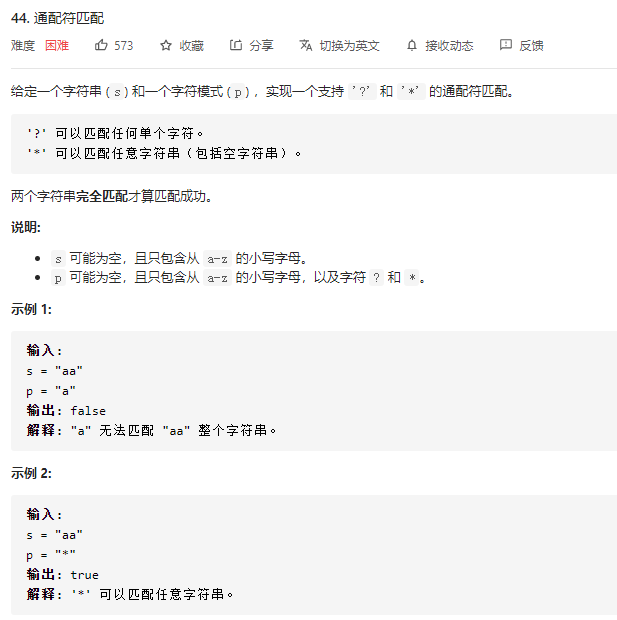 44. 通配符匹配
难度 困难 573 收藏 分享 切换为英文 接收动态 反馈
给定一个字符串 (s) 和一个字符模式 (p) ，实现一个支持 '?' 和 '*' 的通配符匹配。
'?' 可以匹配任何单个字符。
'*' 可以匹配任意字符串（包括空字符串）。
两个字符串完全匹配才算匹配成功。
说明:
• s 可能为空，且只包含从 a-z 的小写字母。
• p 可能为空，且只包含从 a-z 的小写字母，以及字符 ? 和 *。
示例 1:
输入:
s = "aa"
p = "a"
输出: false
解释: "a" 无法匹配 "aa" 整个字符串。
示例 2:
输入:
s = "aa"
p = "*"
输出: true
解释: '*' 可以匹配任意字符串。